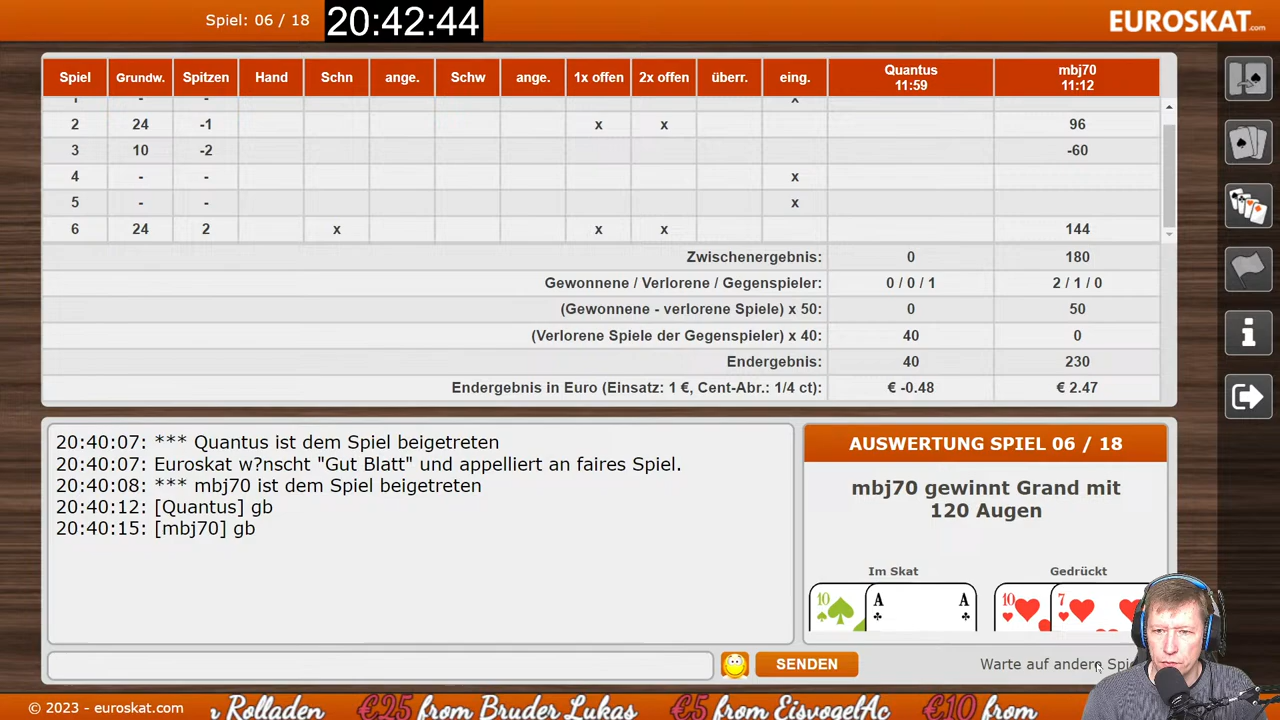 Spiel: 06 / 18
20:42:44
EUROSKAT.com
Spiel Grundw. Spitzen Hand Schn ange. Schw ange. 1x offen 2x offen überr. eing. Quantus 11:59 mbj70 11:12
1 - - x
2 24 -1 x x 96
3 10 -2 -60
4 - - x
5 - - x
6 24 2 x x x 144
Zwischenergebnis: 0 180
Gewonnene / Verlorene / Gegenspieler: 0 / 0 / 1 2 / 1 / 0
(Gewonnene - verlorene Spiele) x 50: 0 50
(Verlorene Spiele der Gegenspieler) x 40: 40 0
Endergebnis: 40 230
Endergebnis in Euro (Einsatz: 1 €, Cent-Abr.: 1/4 ct): € -0.48 € 2.47
20:40:07: *** Quantus ist dem Spiel beigetreten
20:40:07: Euroskat w?nscht "Gut Blatt" und appelliert an faires Spiel.
20:40:08: *** mbj70 ist dem Spiel beigetreten
20:40:12: [Quantus] gb
20:40:15: [mbj70] gb
AUSWERTUNG SPIEL 06 / 18
mbj70 gewinnt Grand mit
120 Augen
Im Skat Gedrückt
10 A A 10 7
SENDEN
Warte auf andere
© 2023 - euroskat.com
Rolladen €25 from Bruder Lukas €5 from EisvogelAc €10 from